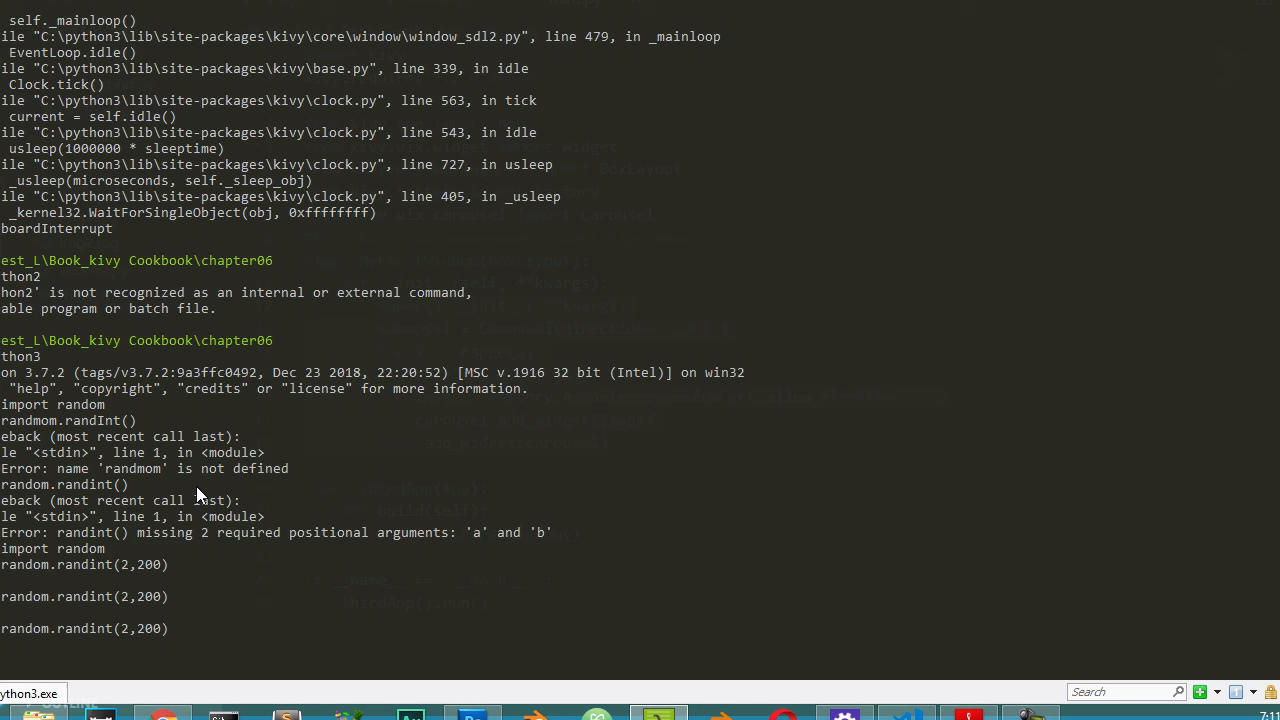 self._mainloop()
ile "C:\python3\lib\site-packages\kivy\core\window\window_sdl2.py", line 479, in _mainloop
EventLoop.idle()
ile "C:\python3\lib\site-packages\kivy\base.py", line 339, in idle
Clock.tick()
ile "C:\python3\lib\site-packages\kivy\clock.py", line 563, in tick
current = self.idle()
ile "C:\python3\lib\site-packages\kivy\clock.py", line 543, in idle
usleep(1000000 * sleeptime)
ile "C:\python3\lib\site-packages\kivy\clock.py", line 727, in usleep
_usleep(microseconds, self._sleep_obj)
ile "C:\python3\lib\site-packages\kivy\clock.py", line 405, in _usleep
_kernel32.WaitForSingleObject(obj, 0xffffffff)
boardInterrupt
est_L\Book_kivy Cookbook\chapter06
thon2
hon2' is not recognized as an internal or external command,
able program or batch file.
est_L\Book_kivy Cookbook\chapter06
thon3
on 3.7.2 (tags/v3.7.2:9a3ffc0492, Dec 23 2018, 22:20:52) [MSC v.1916 32 bit (Intel)] on win32
"help", "copyright", "credits" or "license" for more information.
import random
randmom.randInt()
eback (most recent call last):
le "<stdin>", line 1, in <module>
Error: name 'randmom' is not defined
random.randint()
eback (most recent call last):
le "<stdin>", line 1, in <module>
Error: randint() missing 2 required positional arguments: 'a' and 'b'
import random
random.randint(2,200)
random.randint(2,200)
random.randint(2,200)
ython3.exe
Search
OUTLINE
7:11